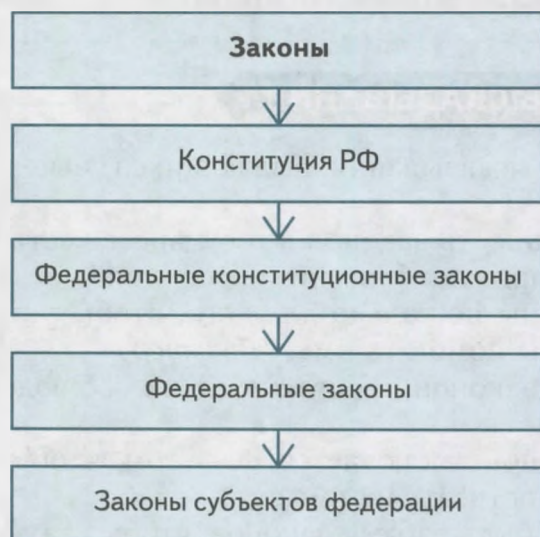 Законы
Конституция РФ
Федеральные конституционные законы
Федеральные законы
Законы субъектов федерации